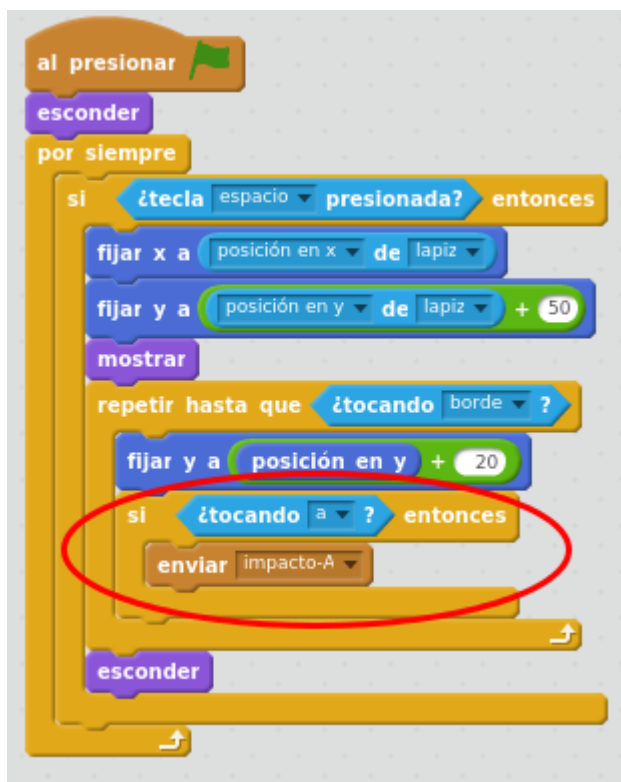 al presionar
esconder
por siempre
si ¿tecla espacio presionada? entonces
fijar x a posición en x de lapiz
fijar y a posición en y de lapiz + 50
mostrar
repetir hasta que ¿tocando borde ?
fijar y a posición en y + 20
si ¿tocando a ? entonces
enviar impacto-A
esconder